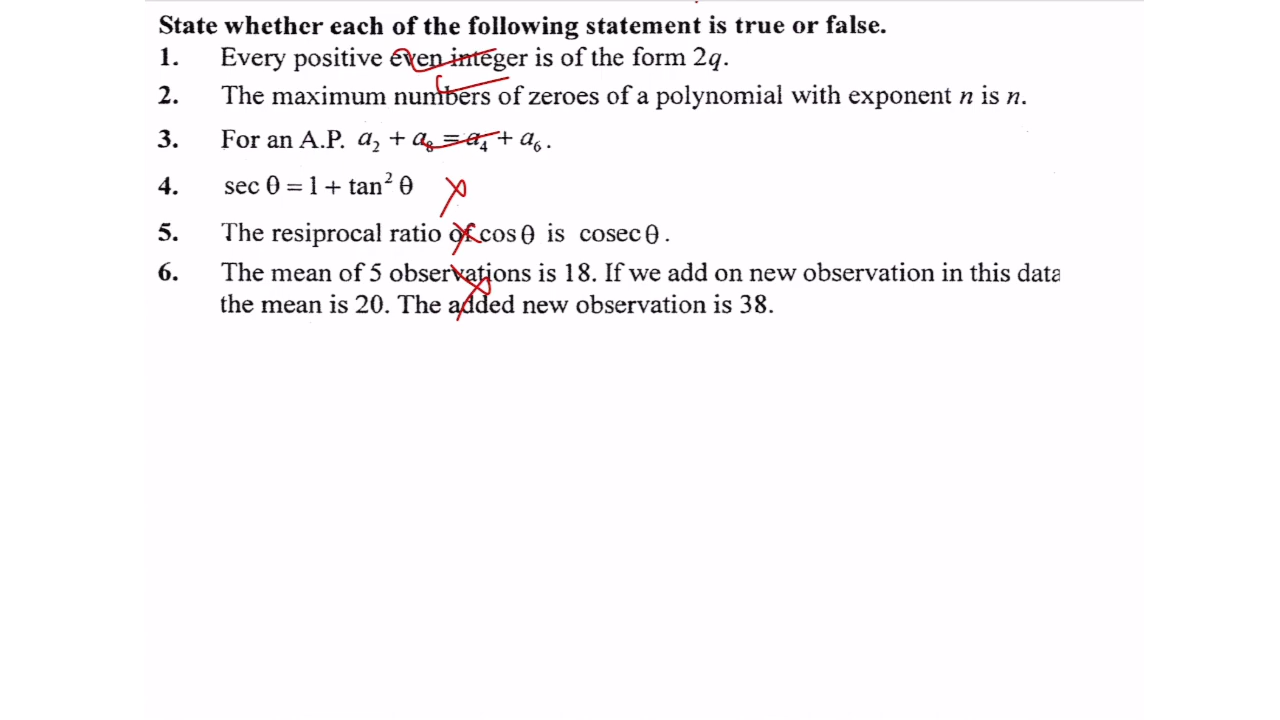 State whether each of the following statement is true or false.
1. Every positive even integer is of the form 2q.
2. The maximum numbers of zeroes of a polynomial with exponent n is n.
3. For an A.P. a₂ + a₈ = a₄ + a₆.
4. sec θ = 1 + tan² θ
5. The resiprocal ratio of cos θ is cosec θ.
6. The mean of 5 observations is 18. If we add on new observation in this data
the mean is 20. The added new observation is 38.